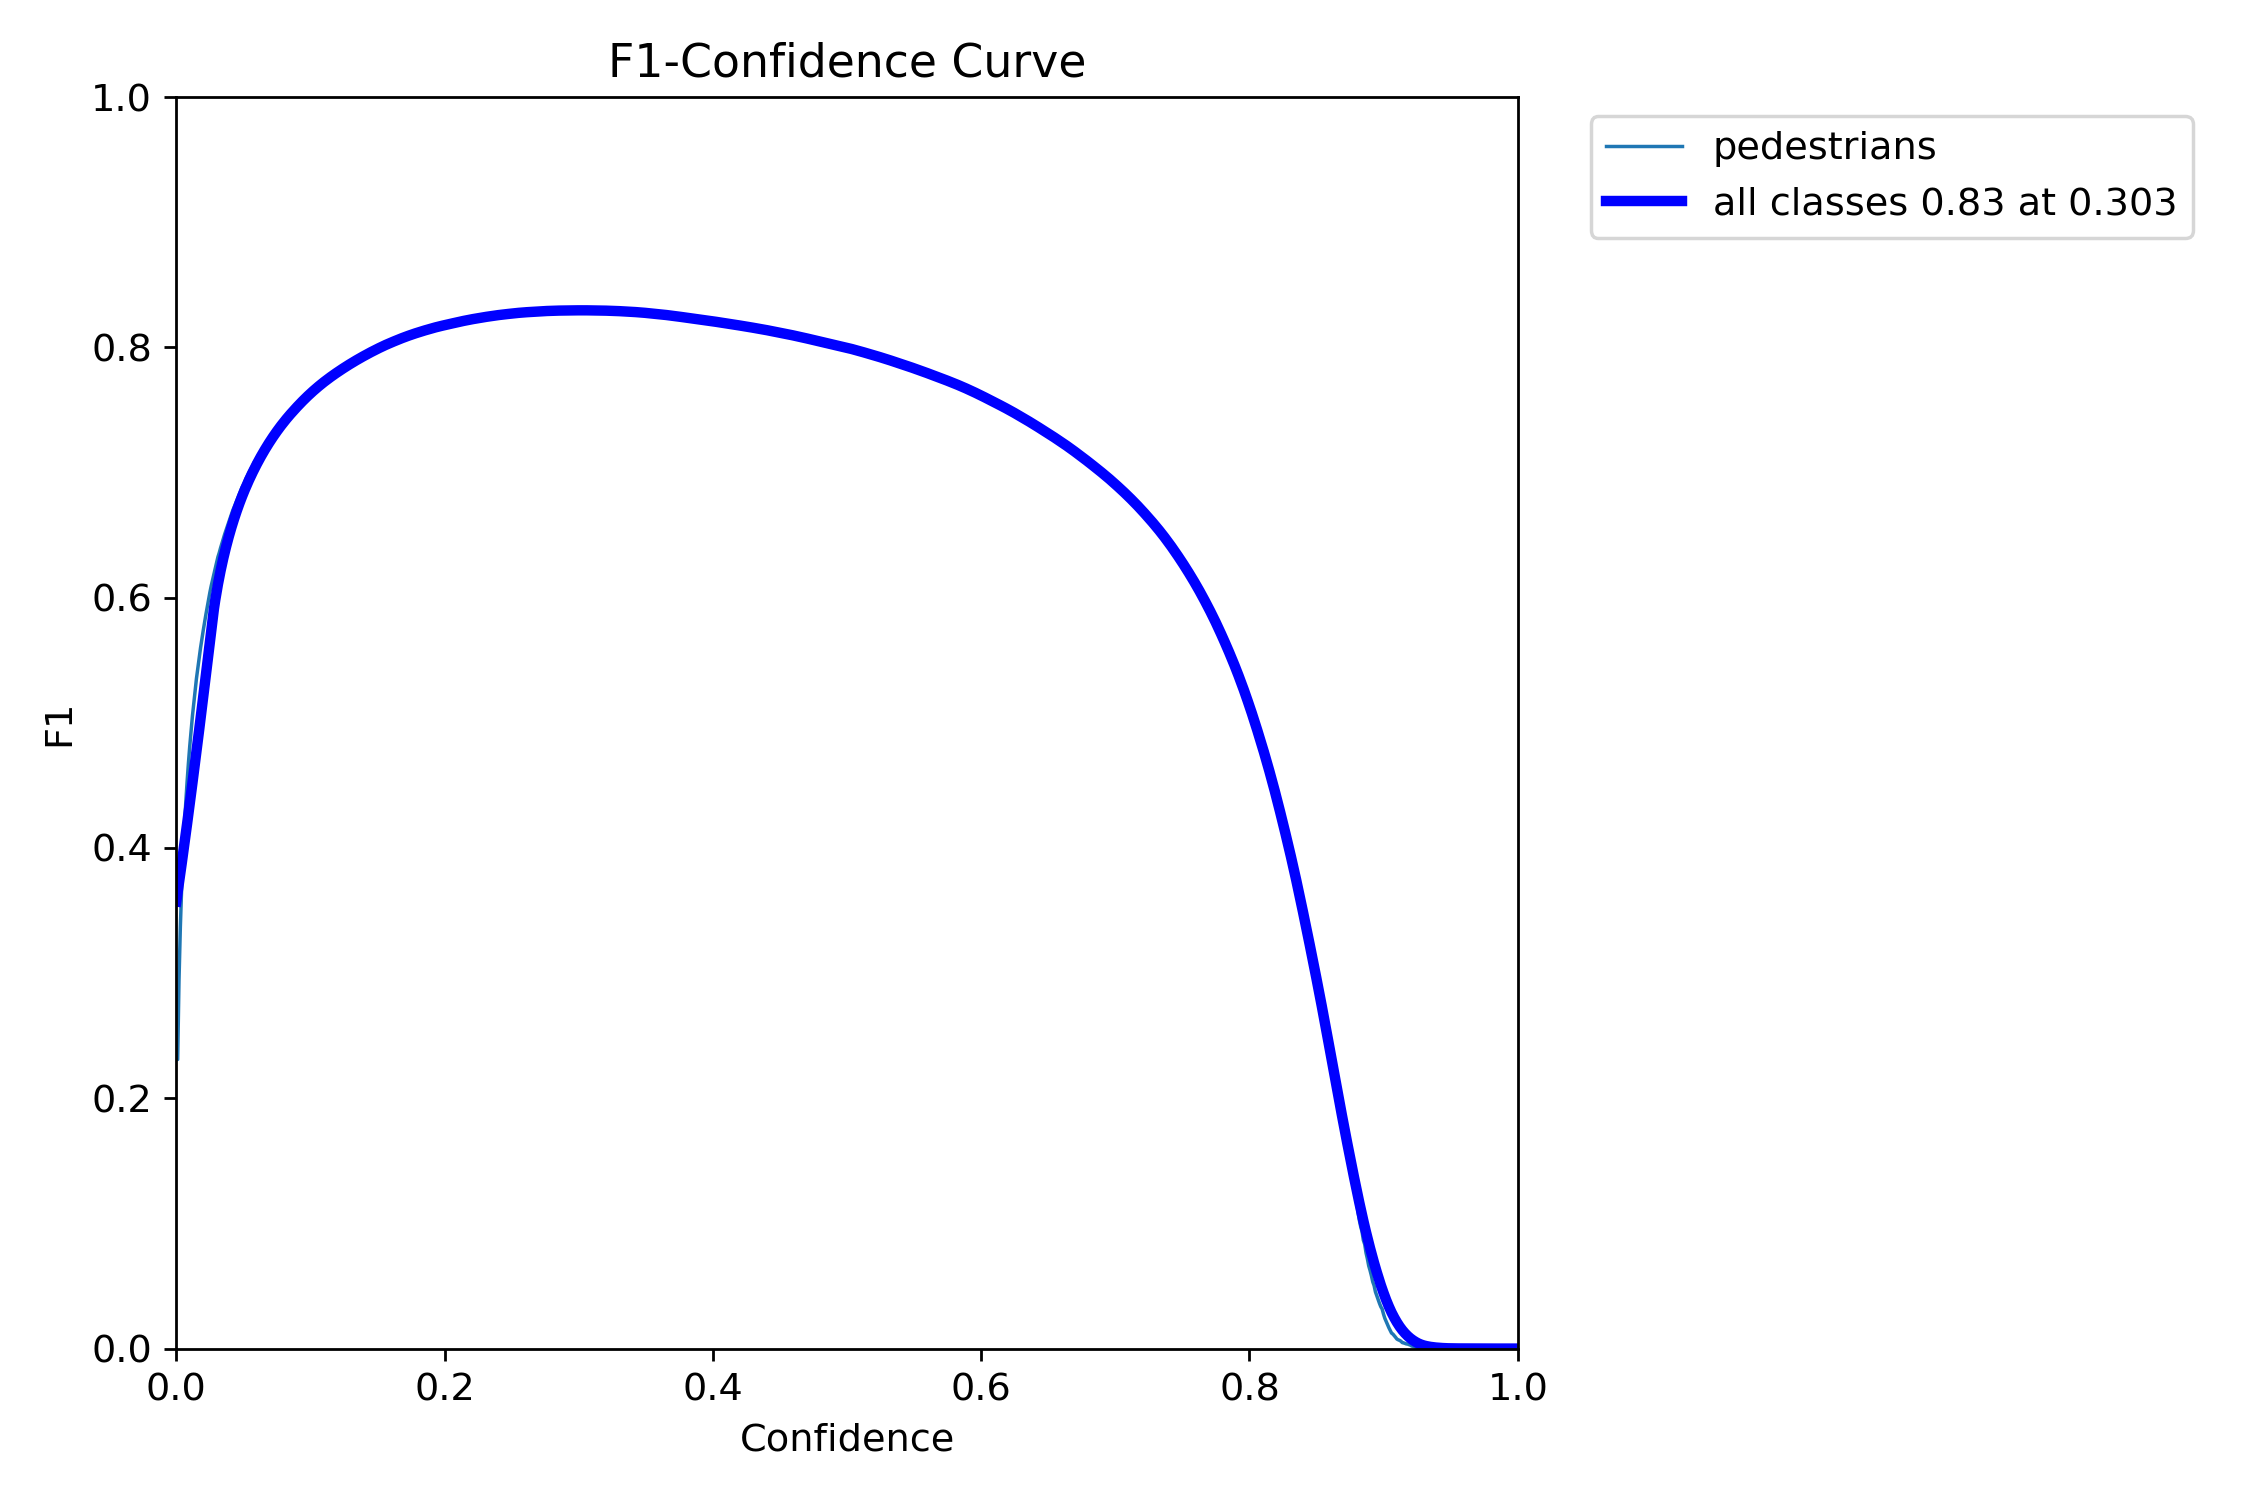 F1-Confidence Curve
1.0
0.8
0.6
0.4
0.2
0.0
F1
0.0 0.2 0.4 0.6 0.8 1.0
Confidence
pedestrians
all classes 0.83 at 0.303